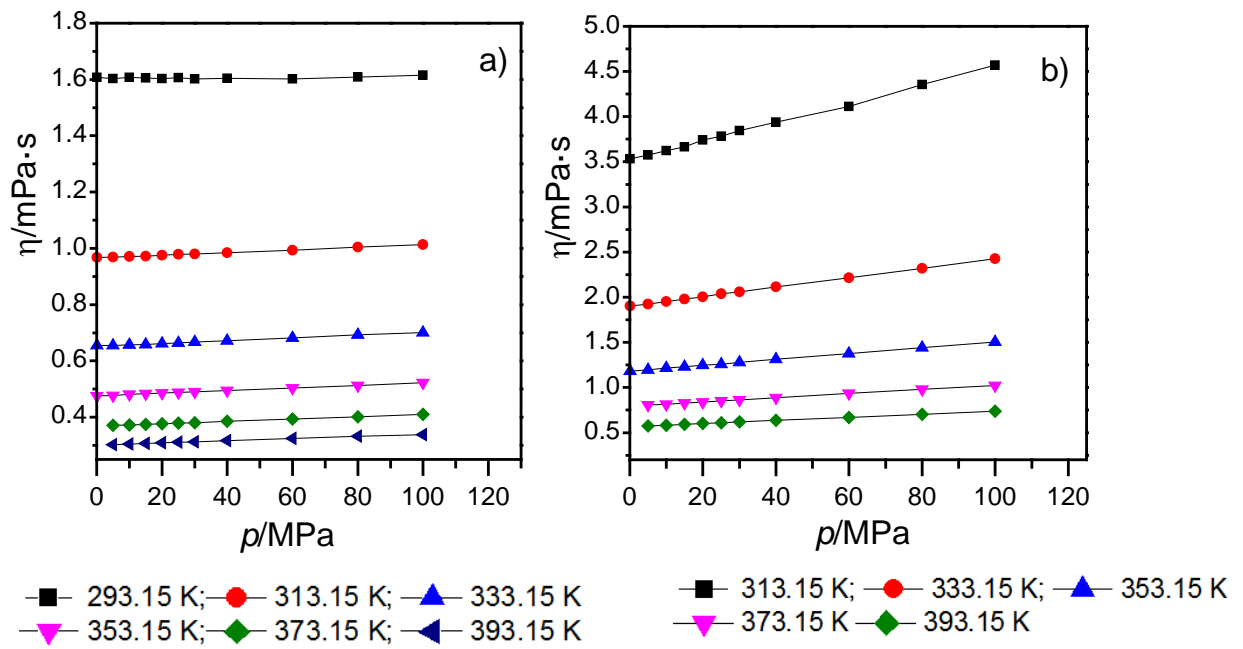 a)
1.8
1.6
1.4
1.2
1.0
0.8
0.6
0.4
η/mPa·s
0 20 40 60 80 100 120
p/MPa
293.15 K; 313.15 K; 333.15 K
353.15 K; 373.15 K; 393.15 K
b)
5.0
4.5
4.0
3.5
3.0
2.5
2.0
1.5
1.0
0.5
η/mPa·s
0 20 40 60 80 100 120
p/MPa
313.15 K; 333.15 K; 353.15 K
373.15 K 393.15 K